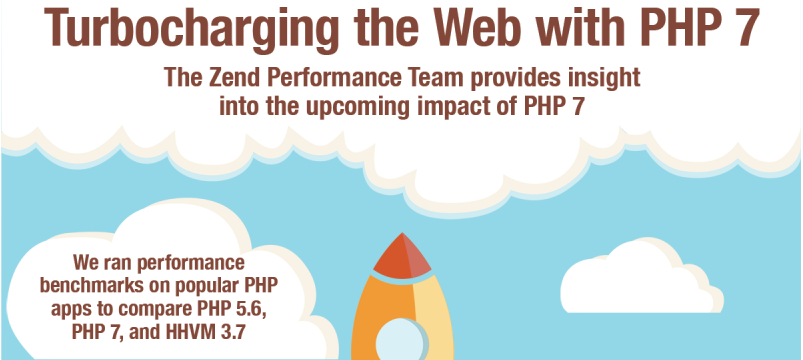 Turbocharging the Web with PHP 7
The Zend Performance Team provides insight
into the upcoming impact of PHP 7
We ran performance
benchmarks on popular PHP
apps to compare PHP 5.6,
PHP 7, and HHVM 3.7